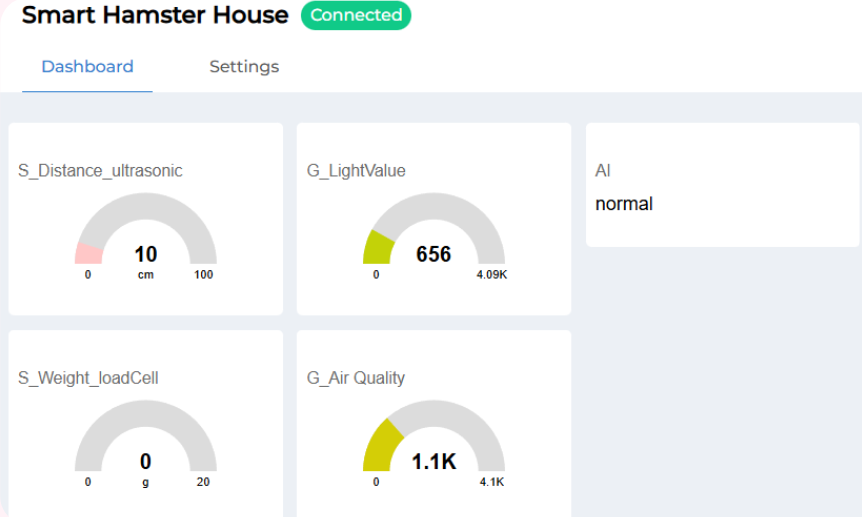 Smart Hamster House Connected
Dashboard Settings
S_Distance_ultrasonic
10
0 cm 100
G_LightValue
656
0 4.09K
AI
normal
S_Weight_loadCell
0
0 g 20
G_Air Quality
1.1K
0 4.1K